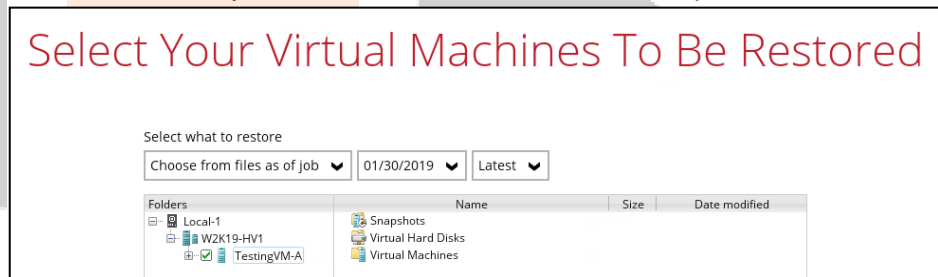 Select Your Virtual Machines To Be Restored
Select what to restore
Choose from files as of job 01/30/2019 Latest
Folders Name Size Date modified
Local-1 Snapshots
W2K19-HV1 Virtual Hard Disks
TestingVM-A Virtual Machines